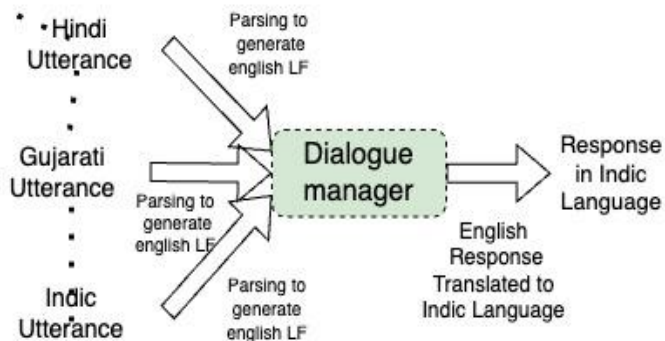 Hindi
Utterance
Parsing to
generate
english LF
Gujarati
Utterance
Parsing to
generate
english LF
Indic
Utterance
Parsing to
generate
english LF
Dialogue
manager
English
Response
Translated to
Indic Language
Response
in Indic
Language